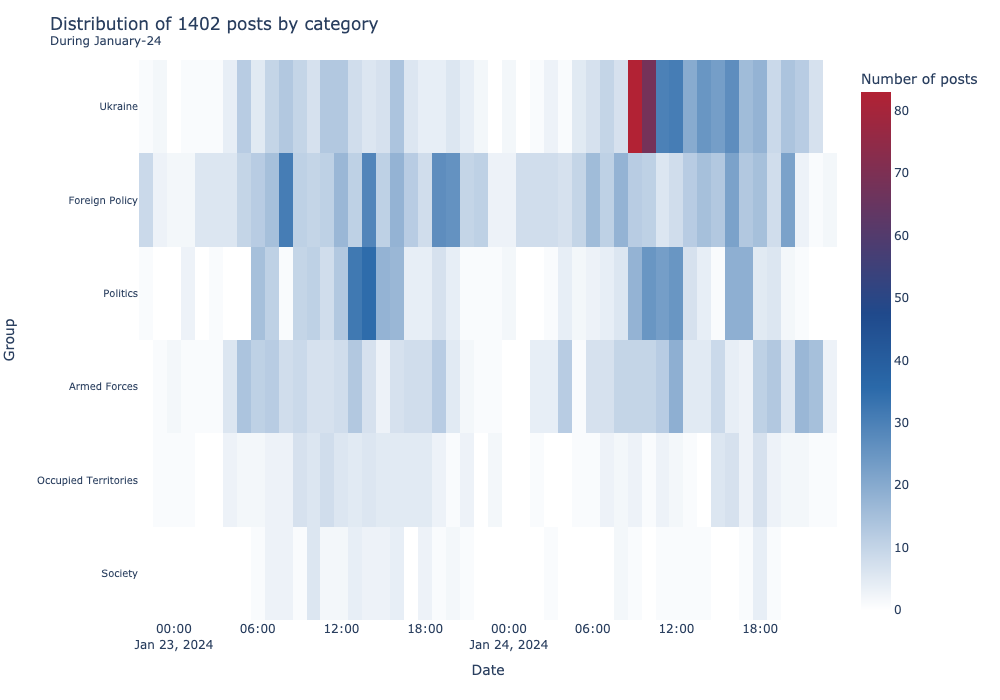 Distribution of 1402 posts by category
During January-24
Number of posts
Ukraine
Foreign Policy
Politics
Armed Forces
Occupied Territories
Society
Group
80
70
60
50
40
30
20
10
0
00:00 06:00 12:00 18:00 00:00 06:00 12:00 18:00
Jan 23, 2024 Jan 24, 2024
Date